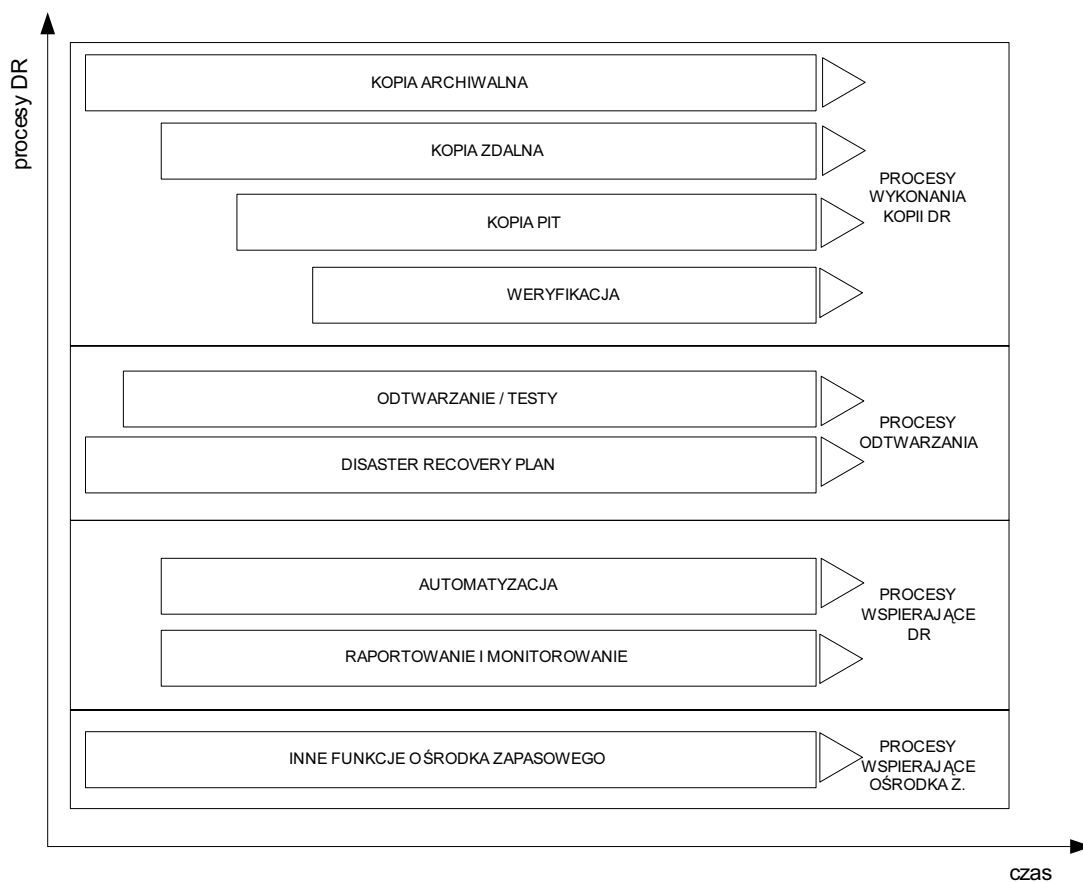 procesy DR
KOPIA ARCHIWALNA
KOPIA ZDALNA
KOPIA PIT
WERYFIKACJA
PROCESY
WYKONANIA
KOPII DR
ODTWARZANIE / TESTY
DISASTER RECOVERY PLAN
PROCESY
ODTWARZANIA
AUTOMATYZACJA
RAPORTOWANIE I MONITOROWANIE
PROCESY
WSPIERAJĄCE
DR
INNE FUNKCJE OŚRODKA ZAPASOWEGO
PROCESY
WSPIERAJĄCE
OŚRODKA Z.
czas